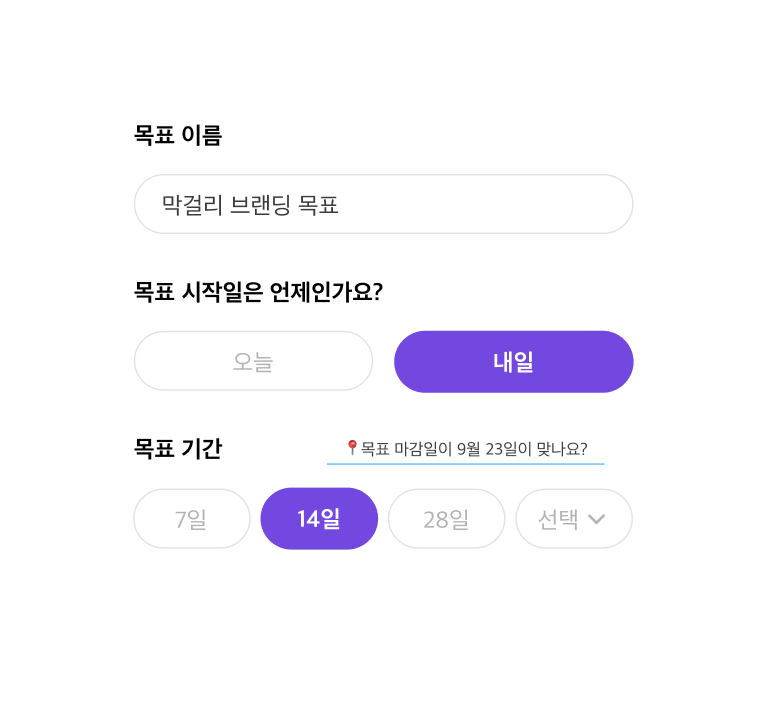 목표 이름
막걸리 브랜딩 목표
목표 시작일은 언제인가요?
오늘 내일
목표 기간 📍목표 마감일이 9월 23일이 맞나요?
7일 14일 28일 선택